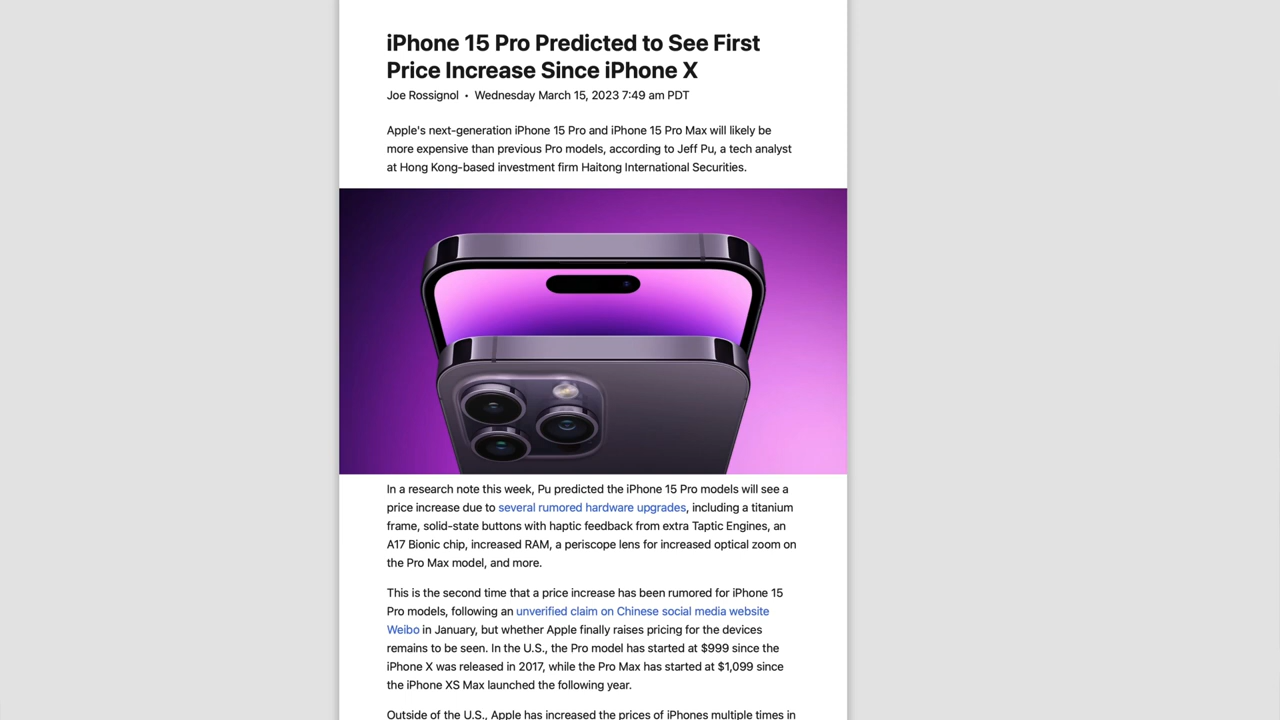 iPhone 15 Pro Predicted to See First
Price Increase Since iPhone X
Joe Rossignol • Wednesday March 15, 2023 7:49 am PDT
Apple's next-generation iPhone 15 Pro and iPhone 15 Pro Max will likely be
more expensive than previous Pro models, according to Jeff Pu, a tech analyst
at Hong Kong-based investment firm Haitong International Securities.
In a research note this week, Pu predicted the iPhone 15 Pro models will see a
price increase due to several rumored hardware upgrades, including a titanium
frame, solid-state buttons with haptic feedback from extra Taptic Engines, an
A17 Bionic chip, increased RAM, a periscope lens for increased optical zoom on
the Pro Max model, and more.
This is the second time that a price increase has been rumored for iPhone 15
Pro models, following an unverified claim on Chinese social media website
Weibo in January, but whether Apple finally raises pricing for the devices
remains to be seen. In the U.S., the Pro model has started at $999 since the
iPhone X was released in 2017, while the Pro Max has started at $1,099 since
the iPhone XS Max launched the following year.
Outside of the U.S., Apple has increased the prices of iPhones multiple times in